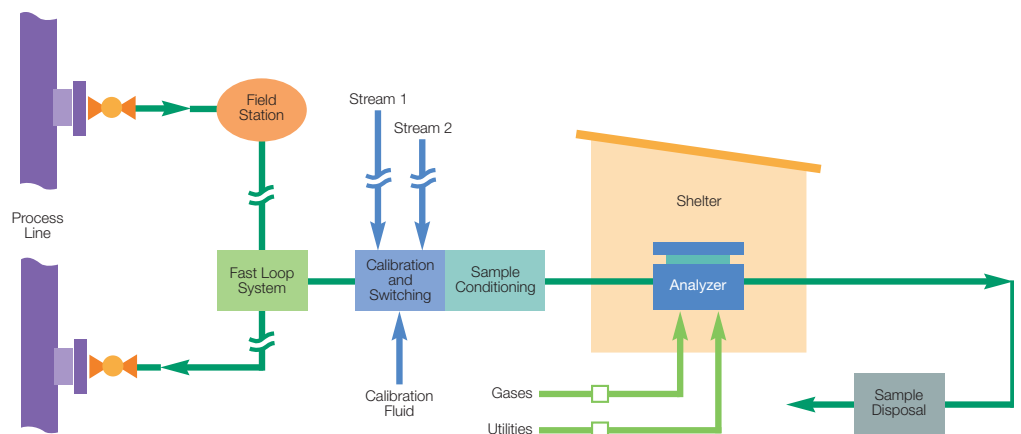 Field
Station
Stream 1
Stream 2
Shelter
Process
Line
Fast Loop
System
Calibration
and
Switching
Sample
Conditioning
Analyzer
Calibration
Fluid
Gases
Utilities
Sample
Disposal